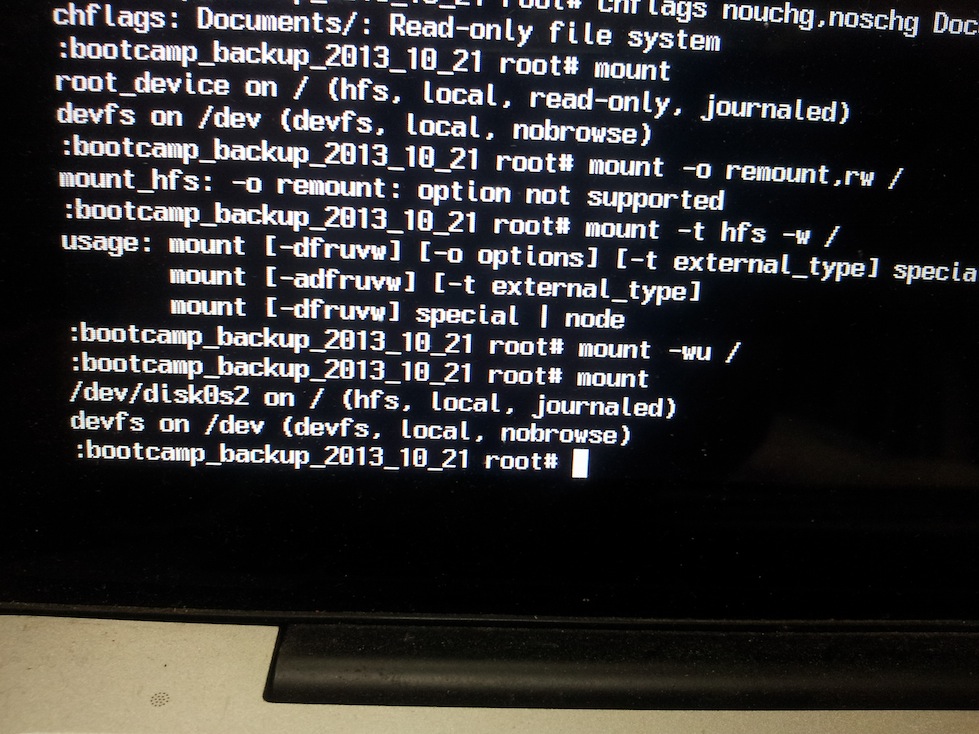 :bootcamp_backup_2013_10_21 root# chflags nouchg,noschg Doc
chflags: Documents/: Read-only file system
:bootcamp_backup_2013_10_21 root# mount
root_device on / (hfs, local, read-only, journaled)
devfs on /dev (devfs, local, nobrowse)
:bootcamp_backup_2013_10_21 root# mount -o remount,rw /
mount_hfs: -o remount: option not supported
:bootcamp_backup_2013_10_21 root# mount -t hfs -w /
usage: mount [-dfruvw] [-o options] [-t external_type] specia
mount [-adfruvw] [-t external_type]
mount [-dfruvw] special | node
:bootcamp_backup_2013_10_21 root# mount -wu /
:bootcamp_backup_2013_10_21 root# mount
/dev/disk0s2 on / (hfs, local, journaled)
devfs on /dev (devfs, local, nobrowse)
:bootcamp_backup_2013_10_21 root#